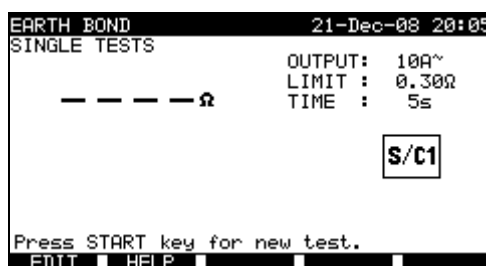 EARTH BOND 21-Dec-08 20:05
SINGLE TESTS
OUTPUT: 10A~
LIMIT : 0.30Ω
TIME : 5s
– – – – Ω
S/C1
Press START key for new test.
EDIT HELP